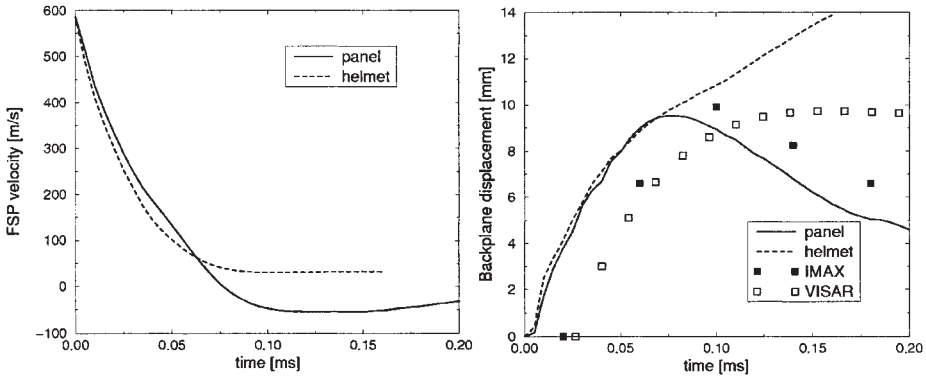 600
500
400
300
200
100
0
−100
FSP velocity [m/s]
panel
helmet
0.00
0.05
0.10
0.15
0.20
time [ms]
14
12
10
8
6
4
2
0
Backplane displacement [mm]
panel
helmet
IMAX
VISAR
0.00
0.05
0.10
0.15
0.20
time [ms]